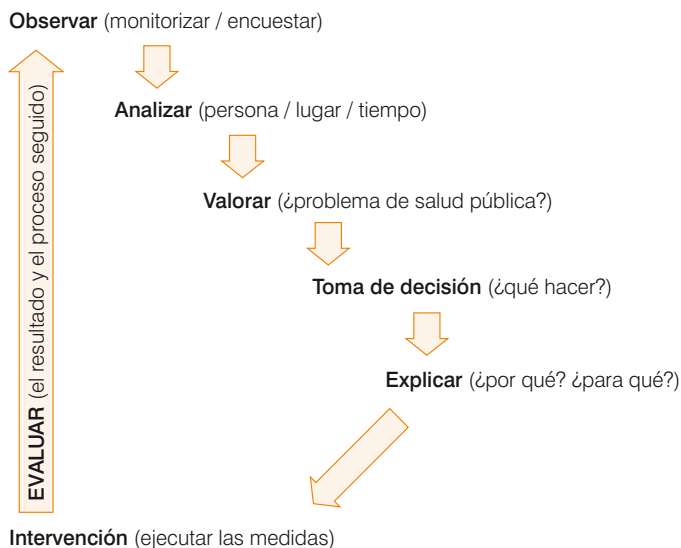 Observar (monitorizar / encuestar)
Analizar (persona / lugar / tiempo)
Valorar (¿problema de salud pública?)
Toma de decisión (¿qué hacer?)
Explicar (¿por qué? ¿para qué?)
EVALUAR (el resultado y el proceso seguido)
Intervención (ejecutar las medidas)